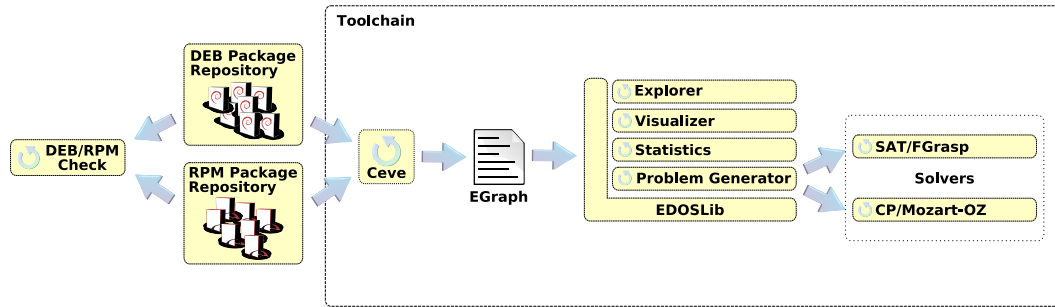 Toolchain
DEB Package
Repository
DEB/RPM
Check
RPM Package
Repository
Ceve
EGraph
Explorer
Visualizer
Statistics
Problem Generator
EDOSLib
SAT/FGrasp
Solvers
CP/Mozart-OZ